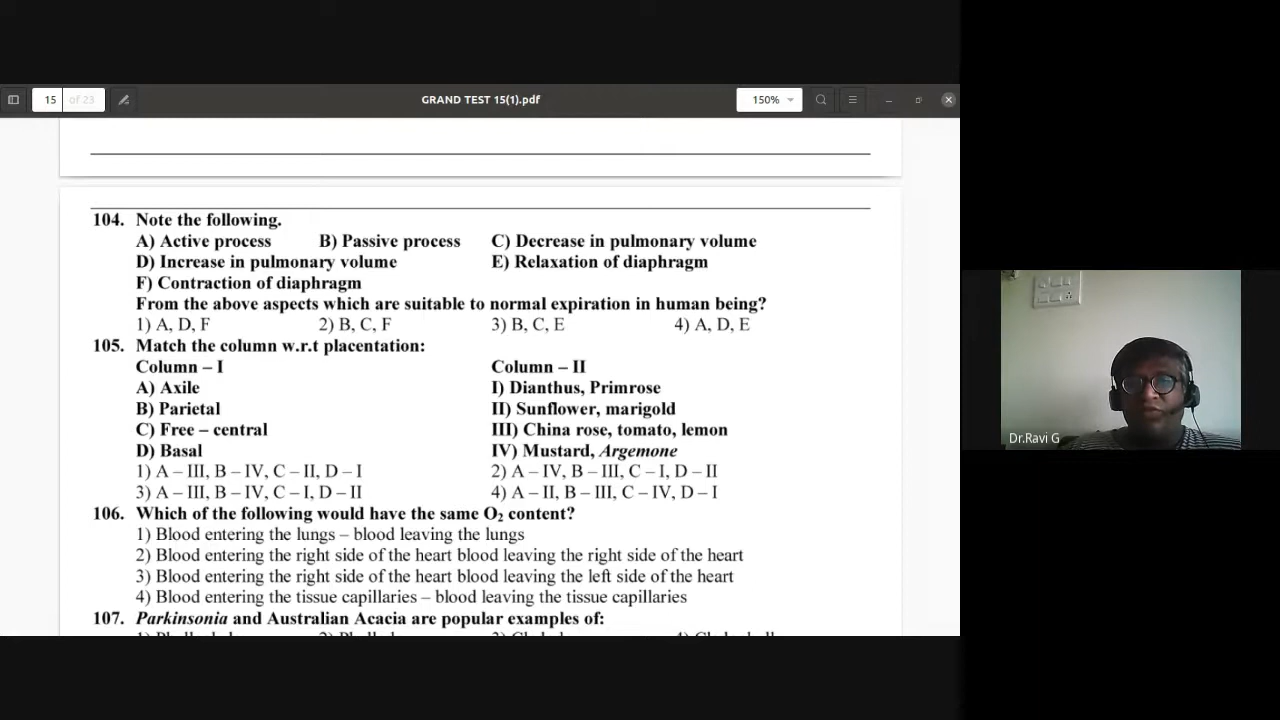 15 of 23
GRAND TEST 15(1).pdf
150%
104. Note the following.
A) Active process B) Passive process C) Decrease in pulmonary volume
D) Increase in pulmonary volume E) Relaxation of diaphragm
F) Contraction of diaphragm
From the above aspects which are suitable to normal expiration in human being?
1) A, D, F 2) B, C, F 3) B, C, E 4) A, D, E
105. Match the column w.r.t placentation:
Column – I Column – II
A) Axile I) Dianthus, Primrose
B) Parietal II) Sunflower, marigold
C) Free – central III) China rose, tomato, lemon
D) Basal IV) Mustard, Argemone
1) A – III, B – IV, C – II, D – I 2) A – IV, B – III, C – I, D – II
3) A – III, B – IV, C – I, D – II 4) A – II, B – III, C – IV, D – I
106. Which of the following would have the same O₂ content?
1) Blood entering the lungs – blood leaving the lungs
2) Blood entering the right side of the heart blood leaving the right side of the heart
3) Blood entering the right side of the heart blood leaving the left side of the heart
4) Blood entering the tissue capillaries – blood leaving the tissue capillaries
107. Parkinsonia and Australian Acacia are popular examples of:
Dr.Ravi G